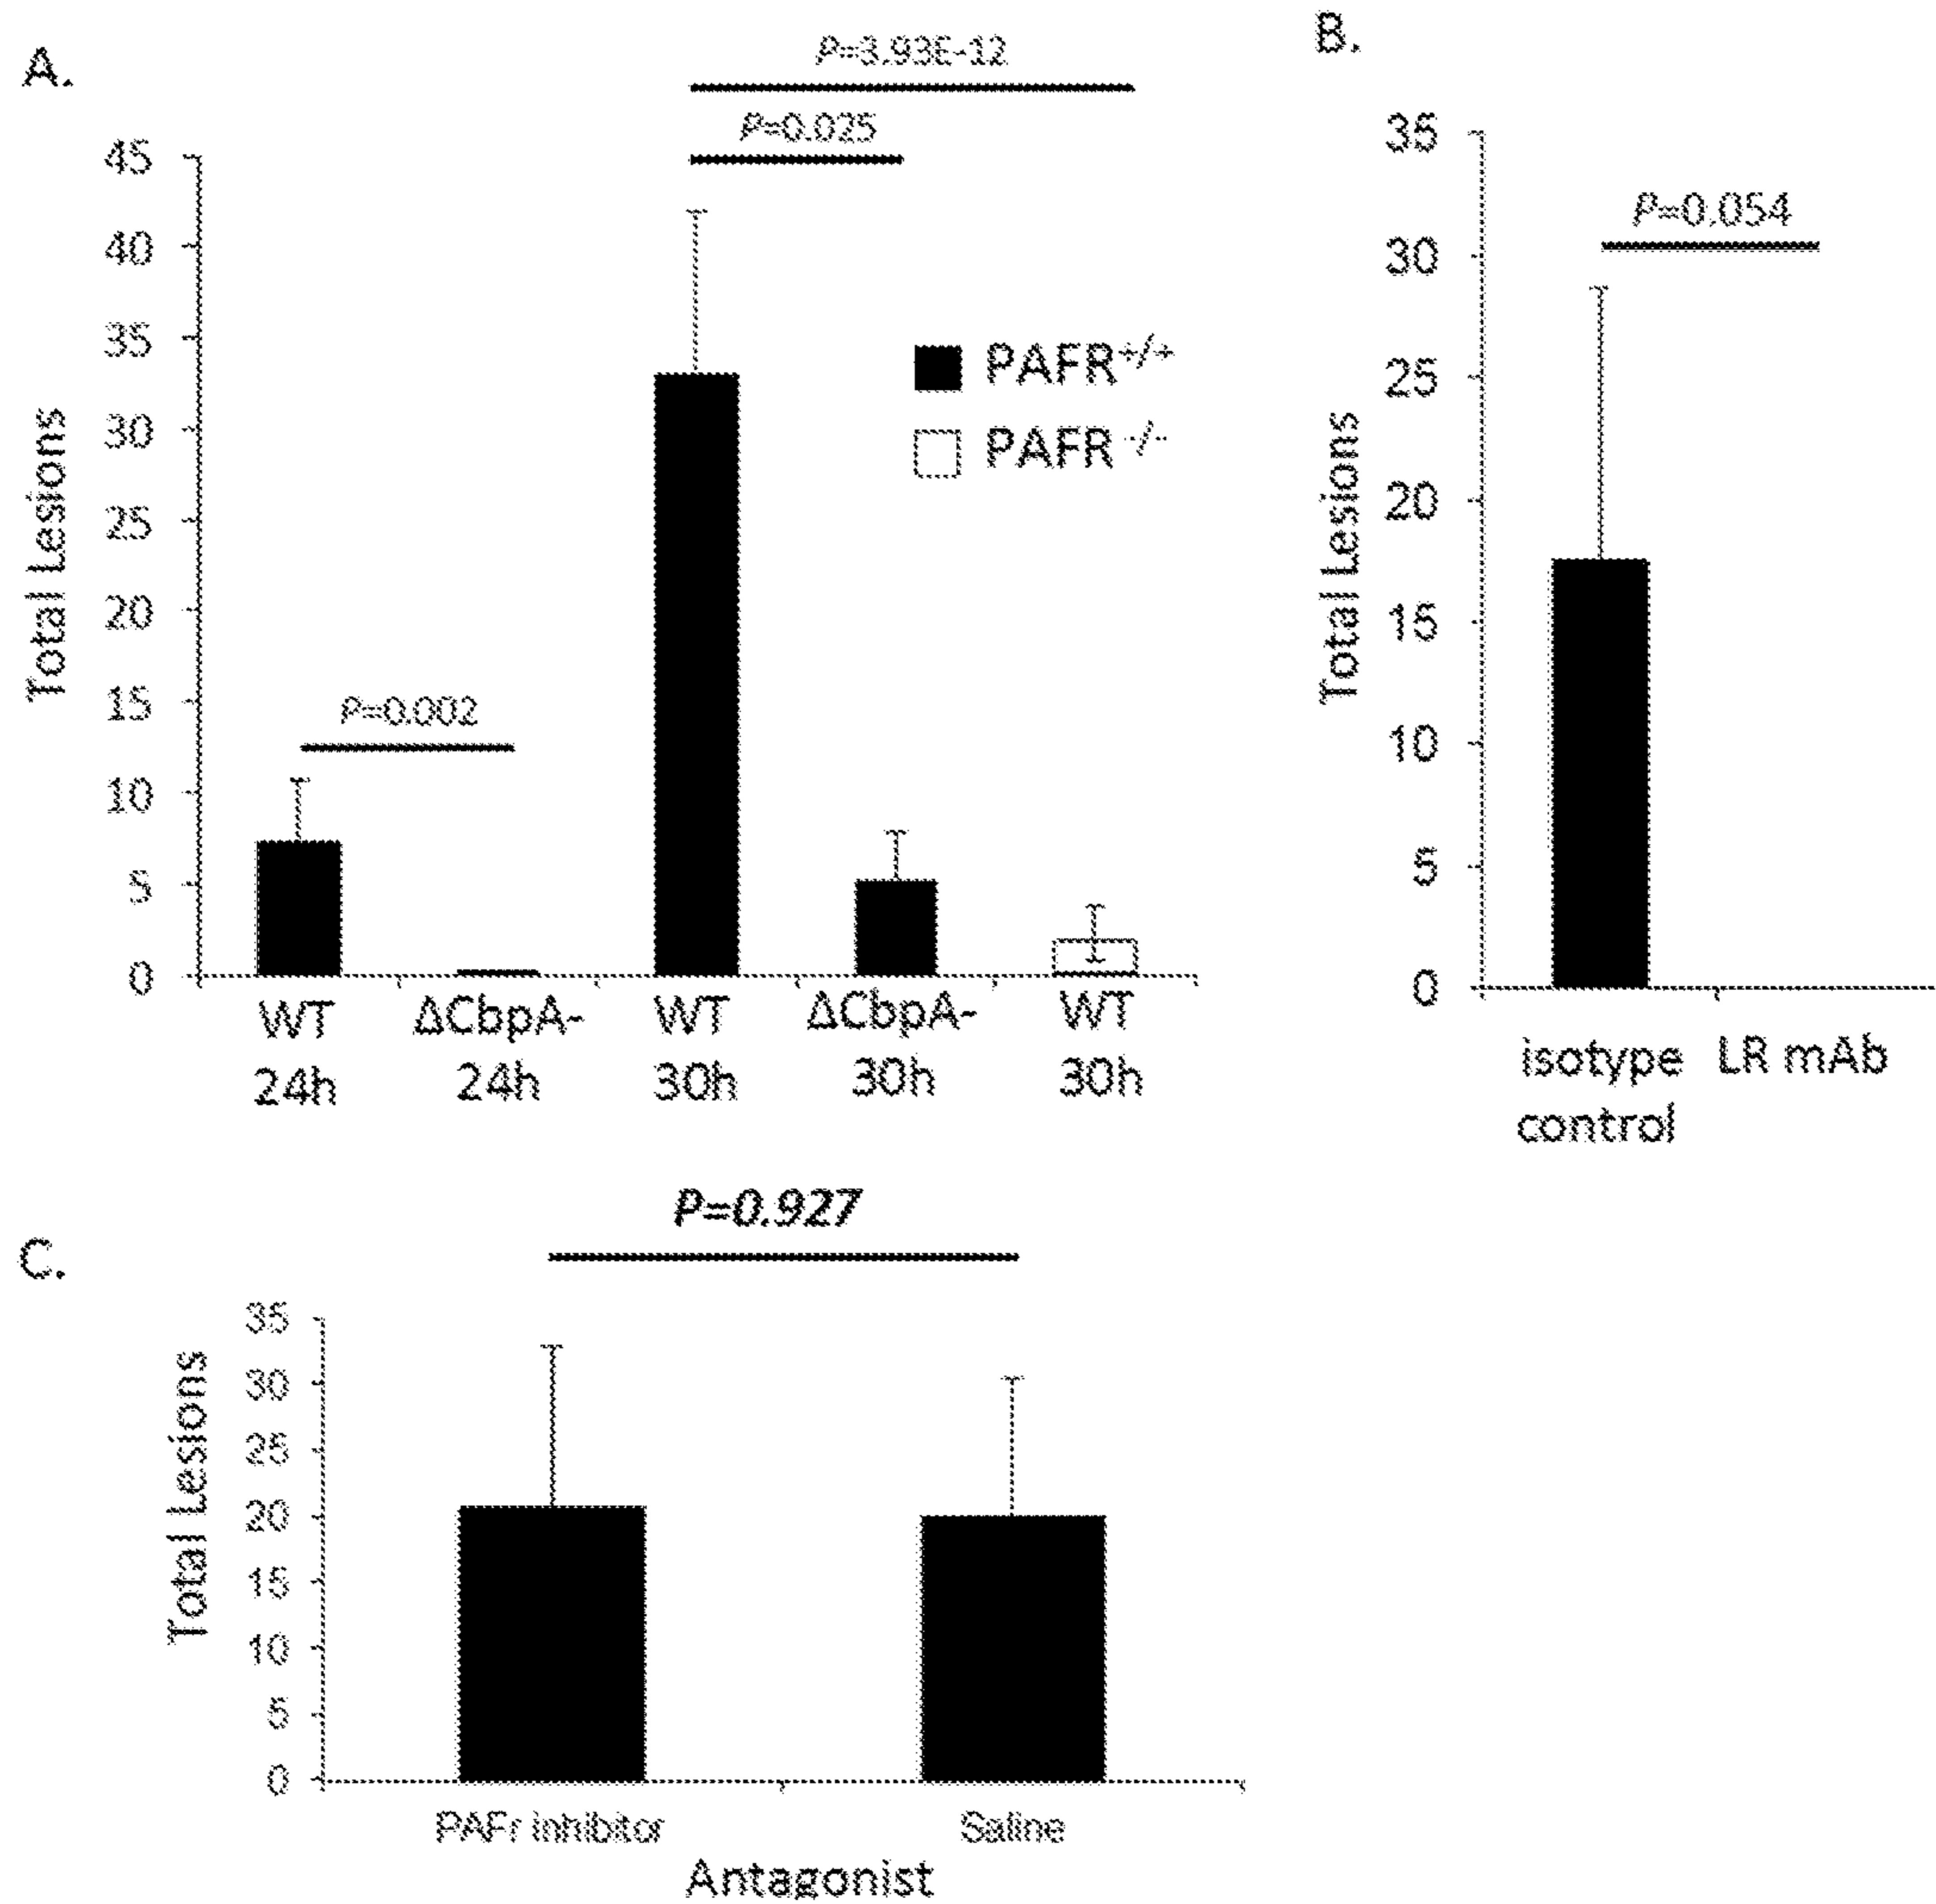 A.
P=3.93E-12
P=0.025
45
40
35
30
25
20
15
10
5
0
Total Lesions
P=0.002
PAFR+/+
PAFR -/-
WT 24h
ΔCbpA- 24h
WT 30h
ΔCbpA- 30h
WT 30h
B.
35
30
25
20
15
10
5
0
Total Lesions
P=0.054
isotype control
LR mAb
C.
P=0.927
35
30
25
20
15
10
5
0
Total Lesions
PAFr inhibitor
Saline
Antagonist